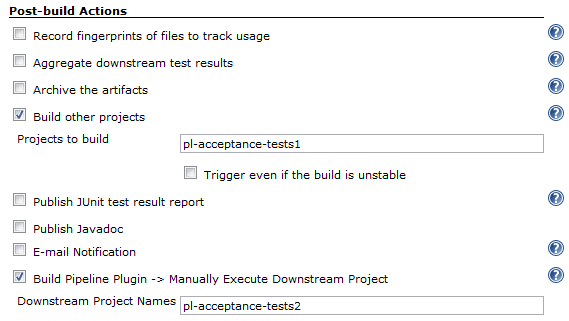 Post-build Actions
Record fingerprints of files to track usage
Aggregate downstream test results
Archive the artifacts
Build other projects
Projects to build pl-acceptance-tests1
Trigger even if the build is unstable
Publish JUnit test result report
Publish Javadoc
E-mail Notification
Build Pipeline Plugin -> Manually Execute Downstream Project
Downstream Project Names pl-acceptance-tests2